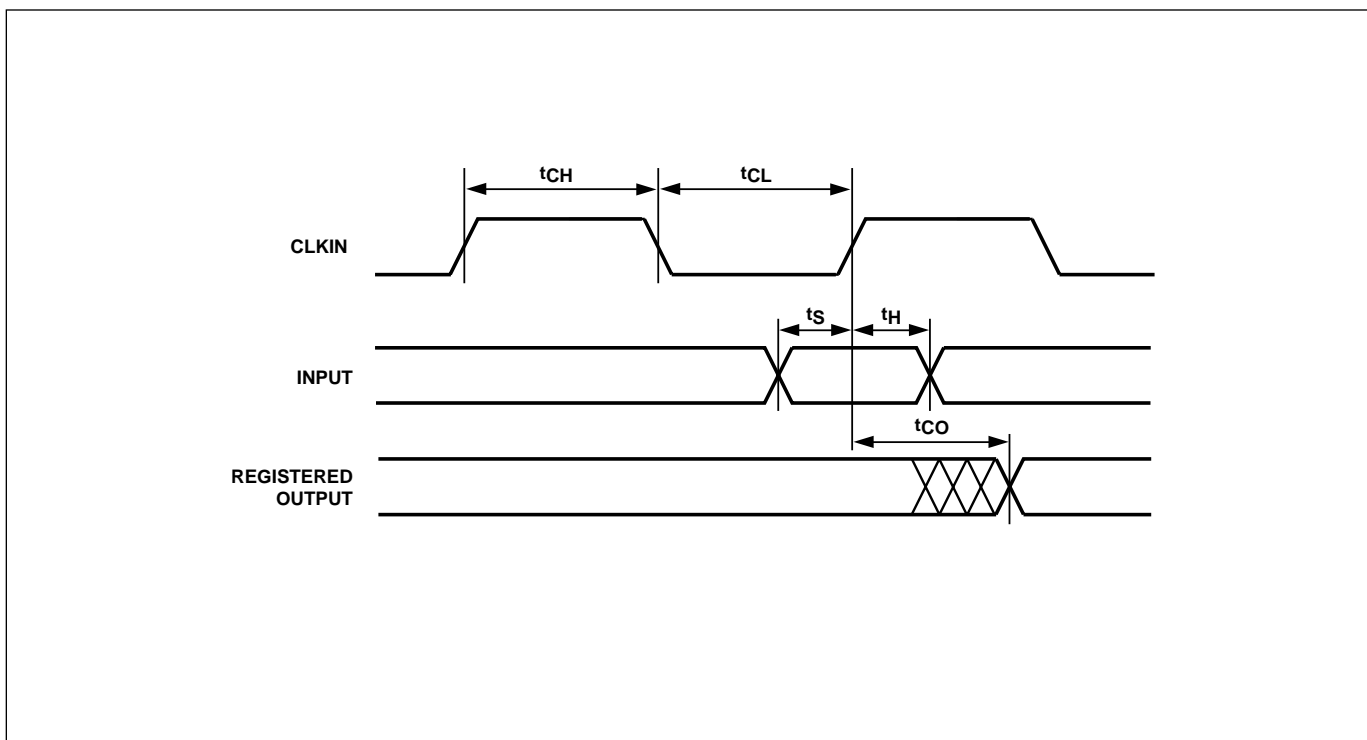 tCH
tCL
CLKIN
tS
tH
INPUT
tCO
REGISTERED
OUTPUT